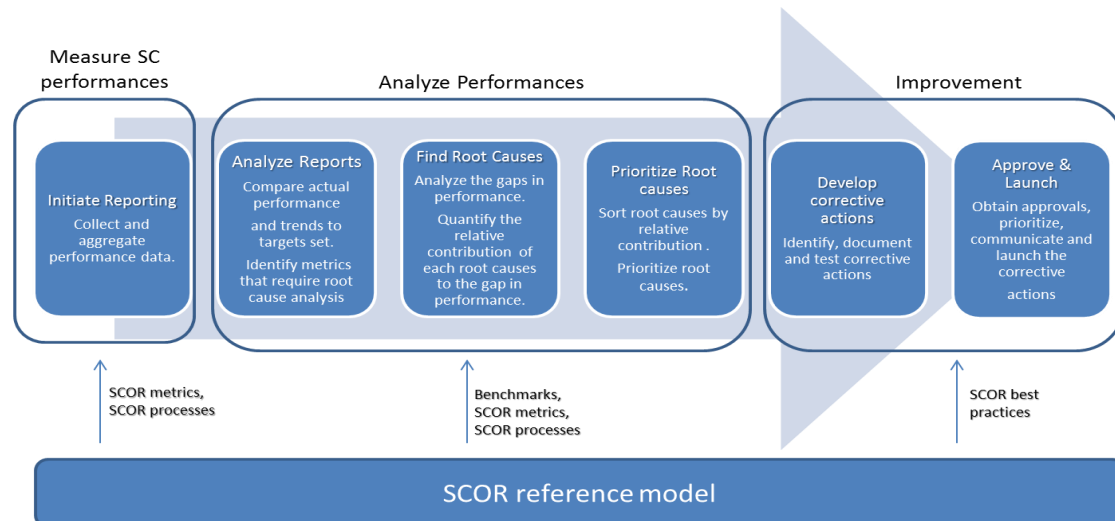 Measure SC
performances
Analyze Performances
Improvement
Initiate Reporting
Collect and
aggregate
performance data.
Analyze Reports
Compare actual
performance
and trends to
targets set.
Identify metrics
that require root
cause analysis
Find Root Causes
Analyze the gaps in
performance.
Quantify the
relative
contribution of
each root causes
to the gap in
performance.
Prioritize Root
causes
Sort root causes by
relative
contribution .
Prioritize root
causes.
Develop
corrective
actions
Identify, document
and test corrective
actions
Approve &
Launch
Obtain approvals,
prioritize,
communicate and
launch the
corrective
actions
SCOR metrics,
SCOR processes
Benchmarks,
SCOR metrics,
SCOR processes
SCOR best
practices
SCOR reference model